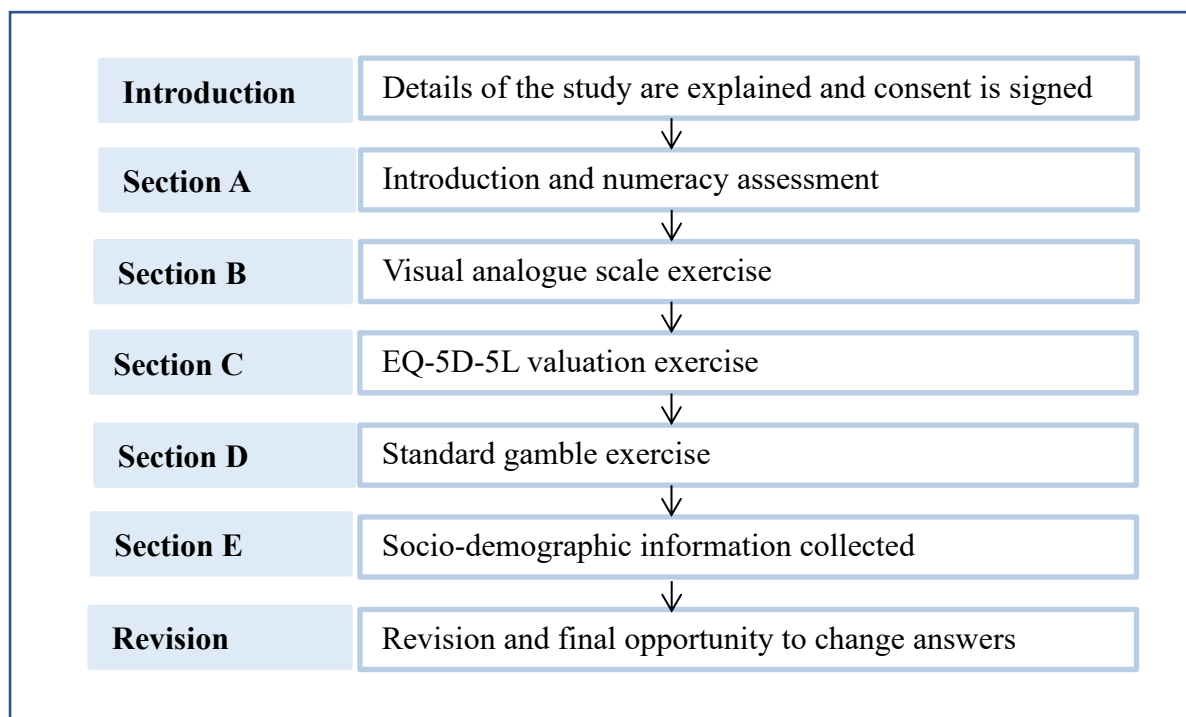 Introduction
Details of the study are explained and consent is signed
Section A
Introduction and numeracy assessment
Section B
Visual analogue scale exercise
Section C
EQ-5D-5L valuation exercise
Section D
Standard gamble exercise
Section E
Socio-demographic information collected
Revision
Revision and final opportunity to change answers